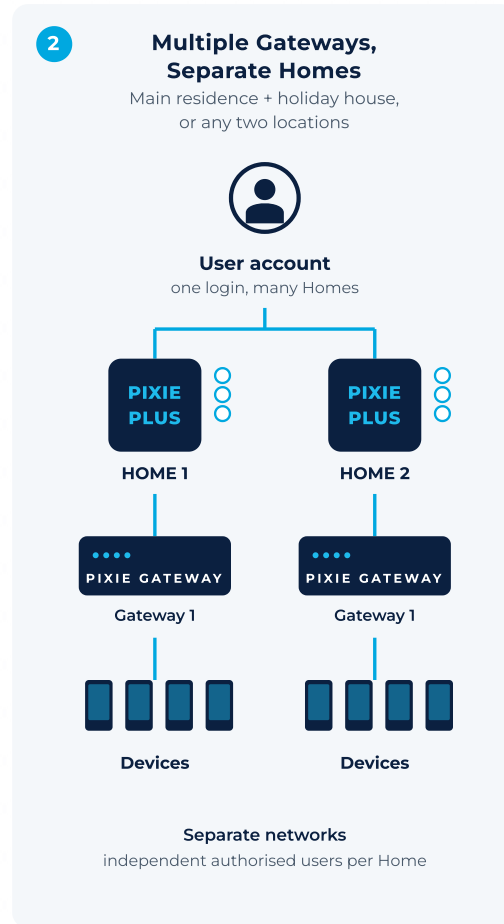 2
Multiple Gateways,
Separate Homes
Main residence + holiday house,
or any two locations
User account
one login, many Homes
PIXIE
PLUS
HOME 1
PIXIE
PLUS
HOME 2
PIXIE GATEWAY
Gateway 1
PIXIE GATEWAY
Gateway 1
Devices
Devices
Separate networks
independent authorised users per Home